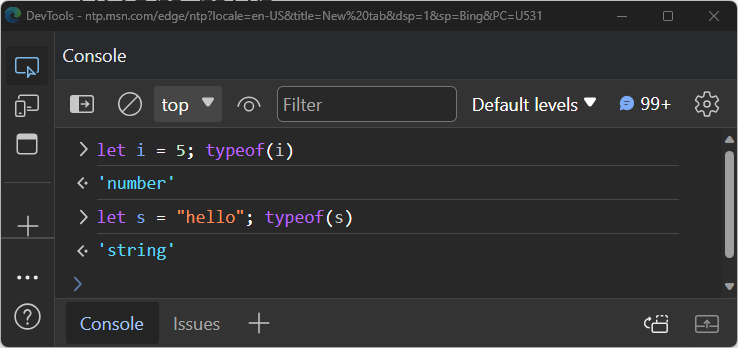 DevTools - ntp.msn.com/edge/ntp?locale=en-US&title=New%20tab&dsp=1&sp=Bing&PC=U531
Console
top ▼ Filter Default levels ▼ 99+
> let i = 5; typeof(i)
'number'
> let s = "hello"; typeof(s)
'string'
>
Console Issues +